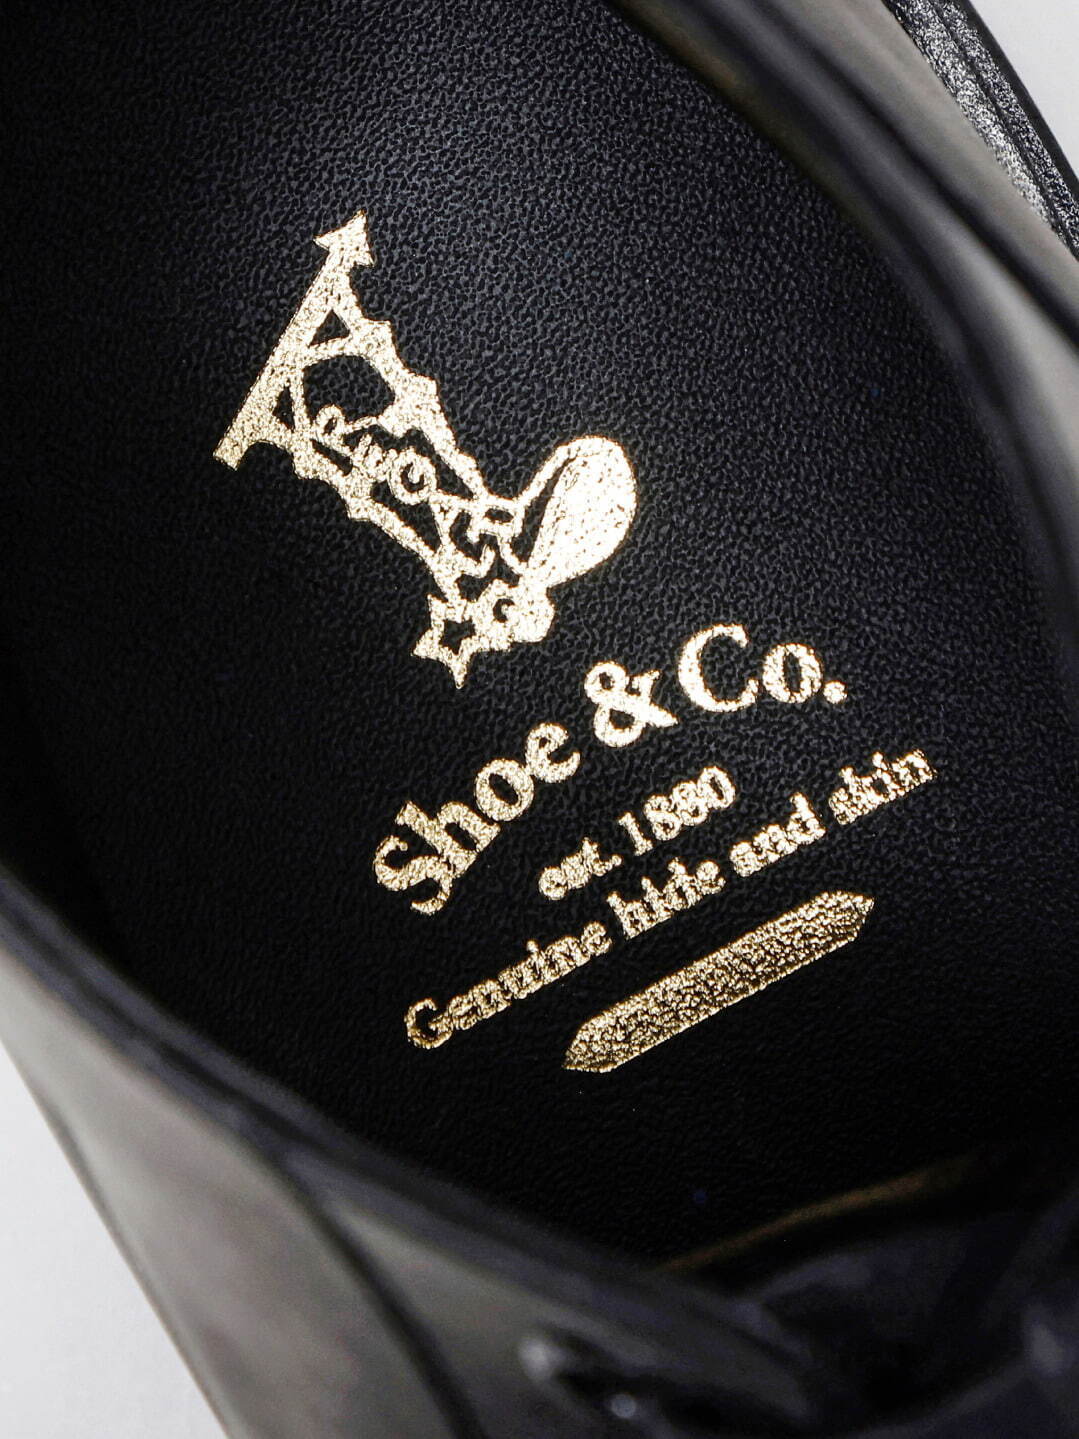 Shoe & Co.
est. 1880
Genuine hide and skin